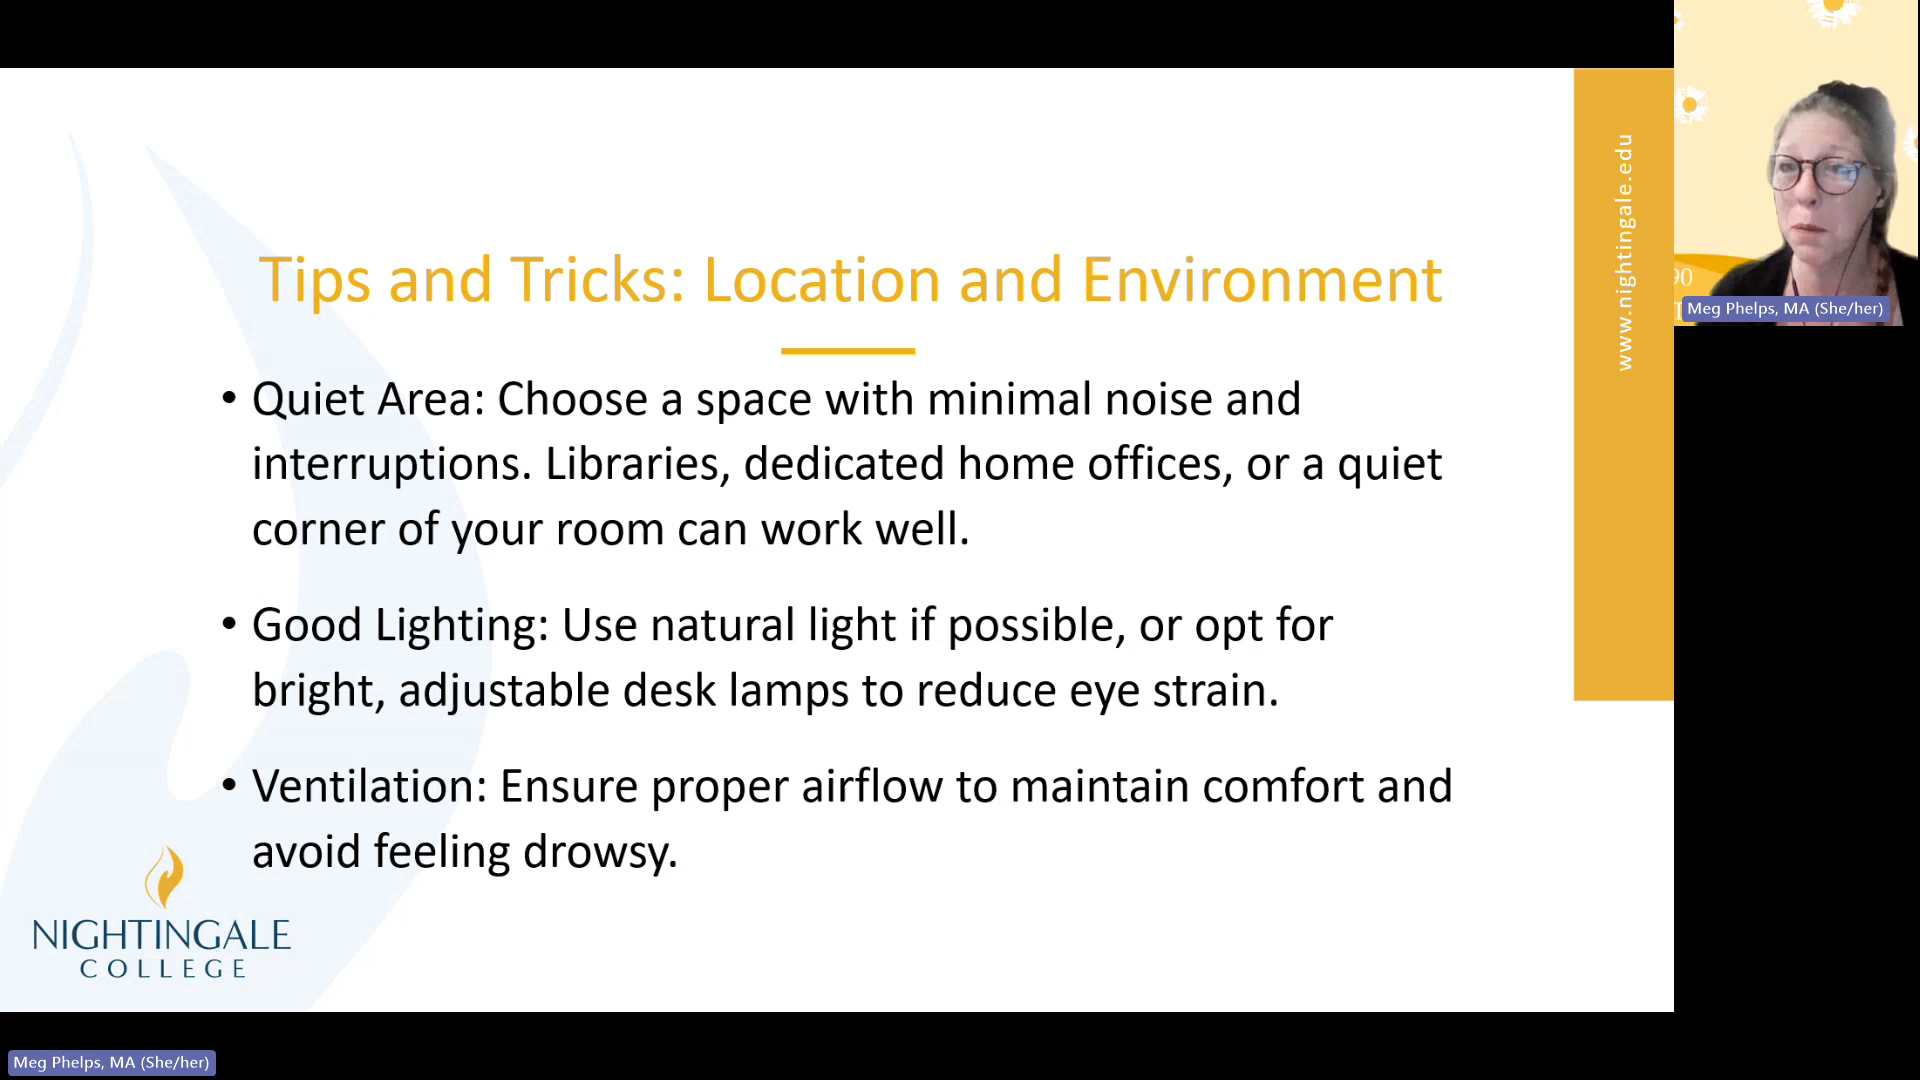 Tips and Tricks: Location and Environment
• Quiet Area: Choose a space with minimal noise and
interruptions. Libraries, dedicated home offices, or a quiet
corner of your room can work well.
• Good Lighting: Use natural light if possible, or opt for
bright, adjustable desk lamps to reduce eye strain.
• Ventilation: Ensure proper airflow to maintain comfort and
avoid feeling drowsy.
NIGHTINGALE
COLLEGE
www.nightingale.edu
90
Meg Phelps, MA (She/her)
Meg Phelps, MA (She/her)